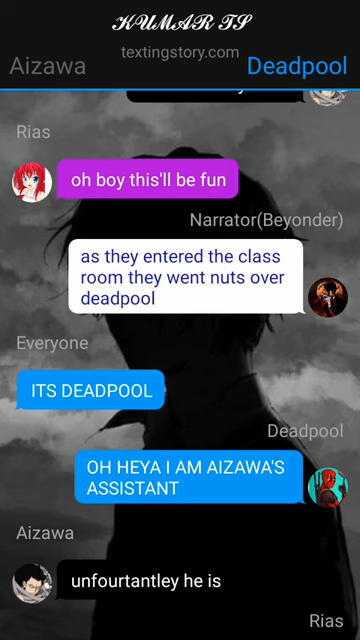 KUMAR TS
textingstory.com
Aizawa
Deadpool
Rias
oh boy this'll be fun
Narrator(Beyonder)
as they entered the class
room they went nuts over
deadpool
Everyone
ITS DEADPOOL
Deadpool
OH HEYA I AM AIZAWA'S
ASSISTANT
Aizawa
unfourtantley he is
Rias